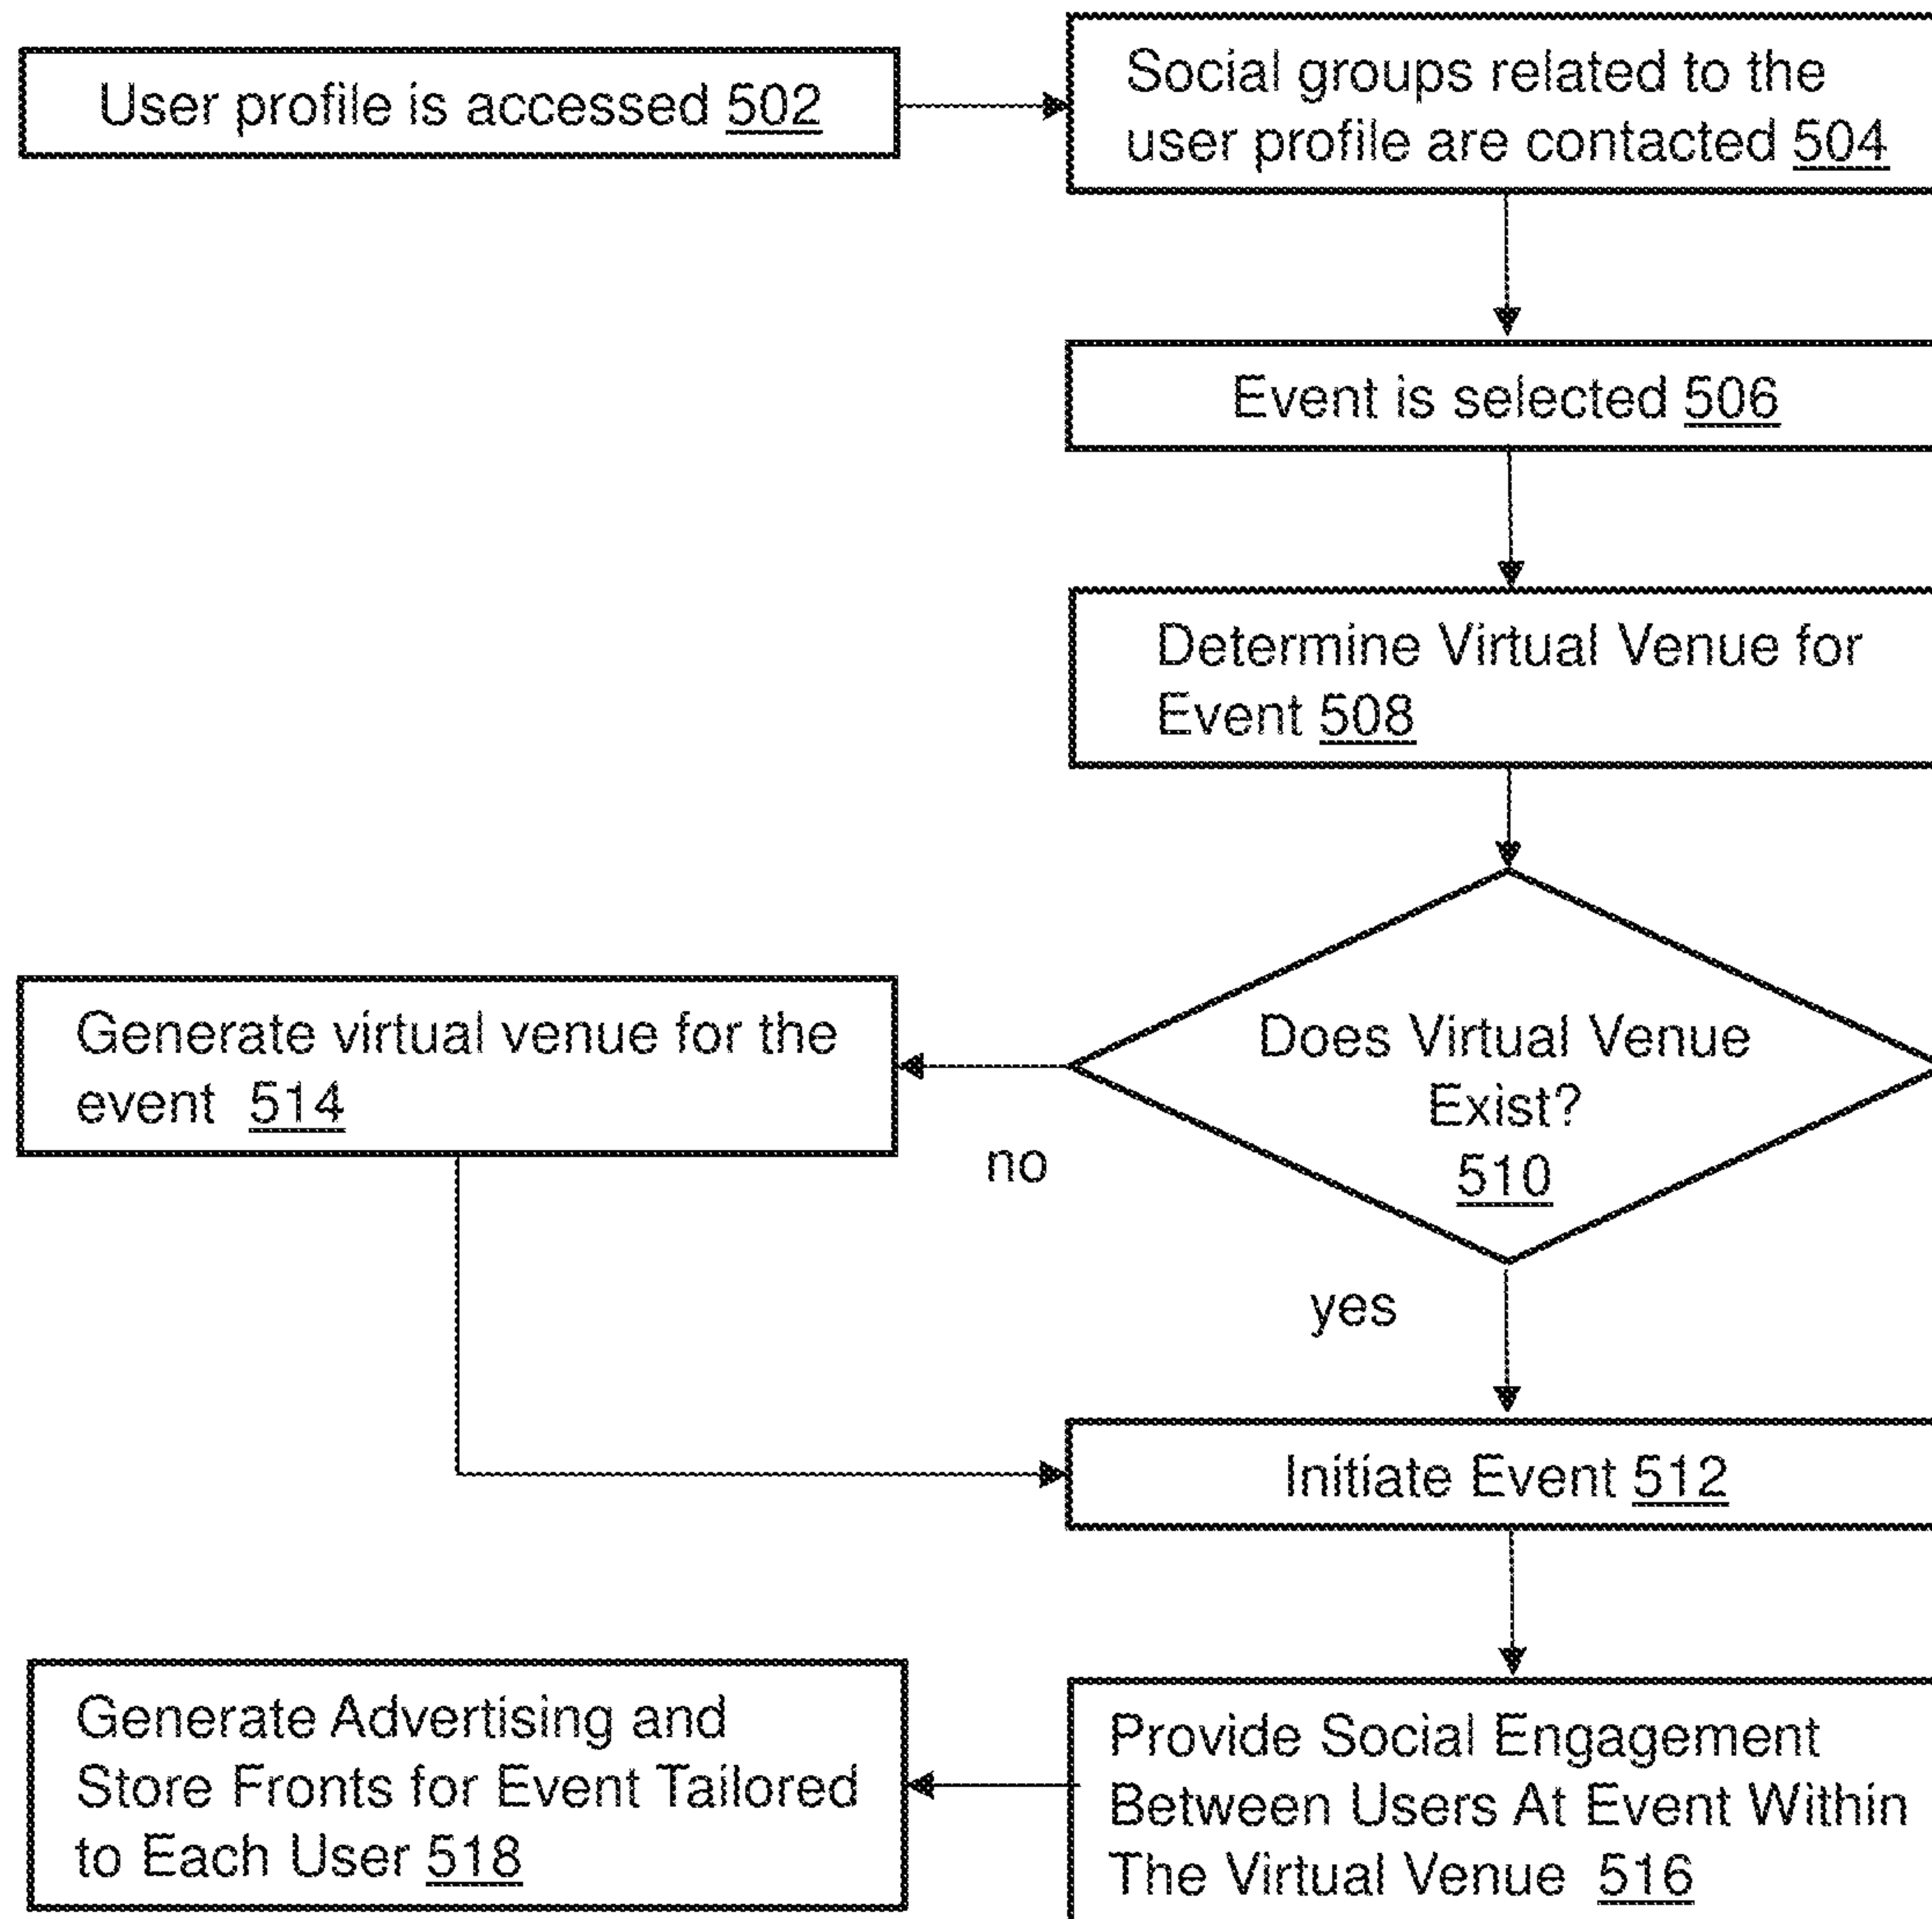 User profile is accessed 502
Social groups related to the
user profile are contacted 504
Event is selected 506
Determine Virtual Venue for
Event 508
Does Virtual Venue
Exist?
510
no
Generate virtual venue for the
event 514
yes
Initiate Event 512
Provide Social Engagement
Between Users At Event Within
The Virtual Venue 516
Generate Advertising and
Store Fronts for Event Tailored
to Each User 518